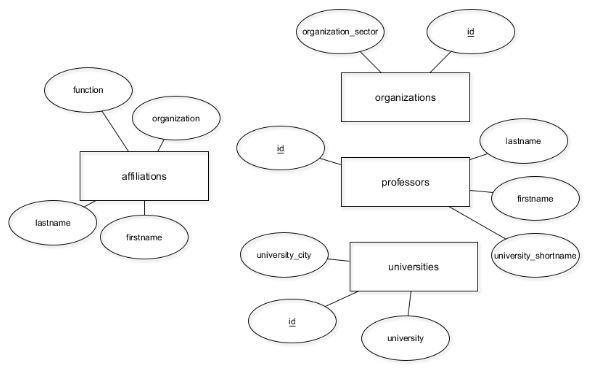 organization_sector
id
function
organizations
organization
lastname
id
affiliations
professors
firstname
lastname
firstname
university_city
university_shortname
universities
id
university